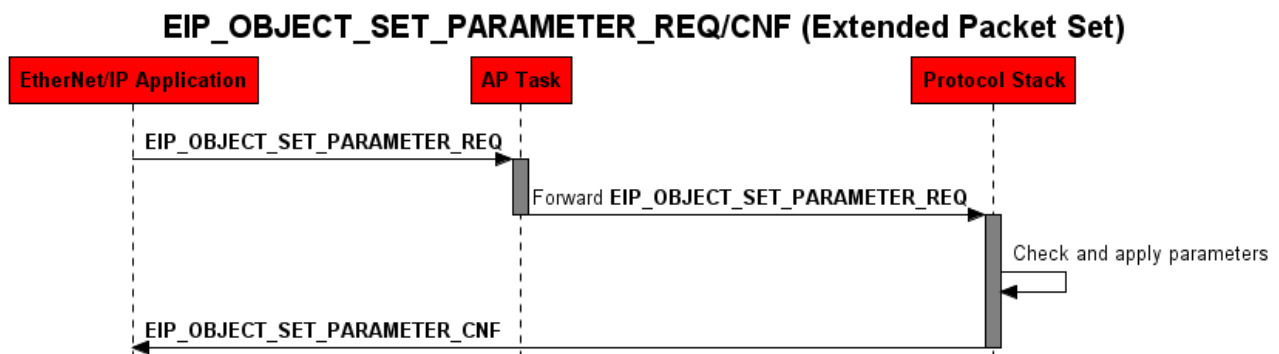 EIP_OBJECT_SET_PARAMETER_REQ/CNF (Extended Packet Set)
EtherNet/IP Application
AP Task
Protocol Stack
EIP_OBJECT_SET_PARAMETER_REQ
Forward EIP_OBJECT_SET_PARAMETER_REQ
Check and apply parameters
EIP_OBJECT_SET_PARAMETER_CNF